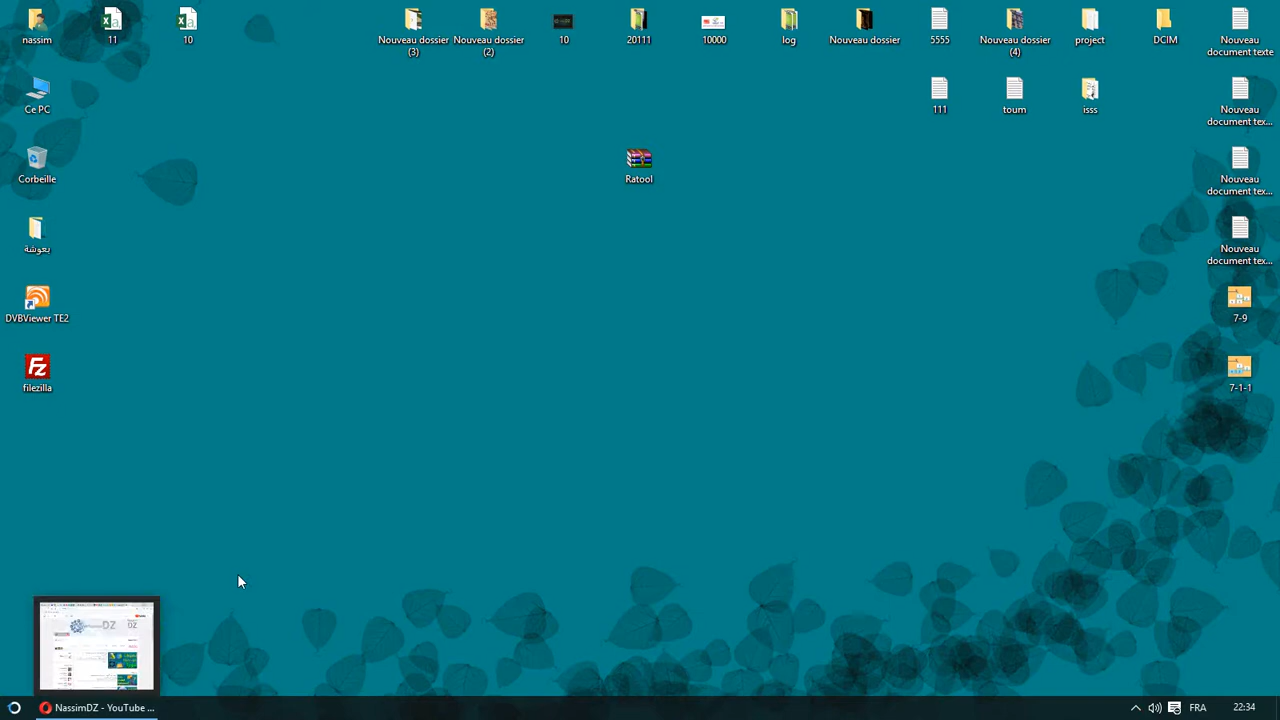 nassim
11
10
Nouveau dossier
(3)
Nouveau dossier
(2)
10
20111
10000
log
Nouveau dossier
5555
Nouveau dossier
(4)
project
DCIM
Nouveau
document texte
Ce PC
111
toum
isss
Nouveau
document tex...
Corbeille
Ratool
Nouveau
document tex...
بعوشة
Nouveau
document tex...
DVBViewer TE2
7-9
filezilla
7-1-1
NassimDZ - YouTube ...
FRA
22:34